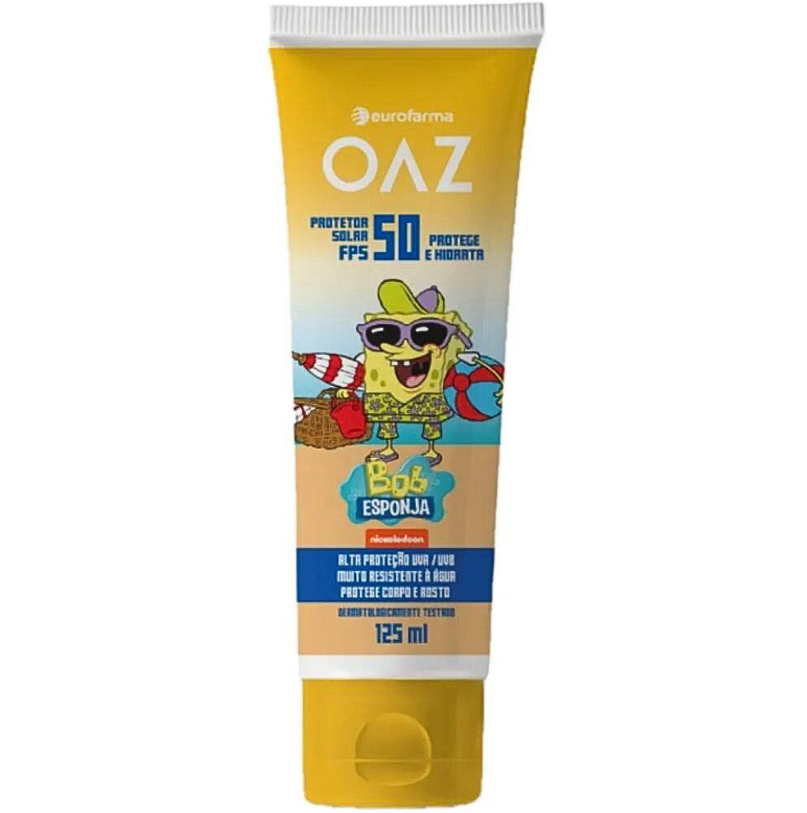 eurofarma
OAZ
PROTETOR SOLAR FPS 50
PROTEGE E HIDRATA
Bob
ESPONJA
nickelodeon
ALTA PROTEÇÃO UVA / UVB
MUITO RESISTENTE À ÁGUA
PROTEGE CORPO E ROSTO
DERMATOLOGICAMENTE TESTADO
125 ml